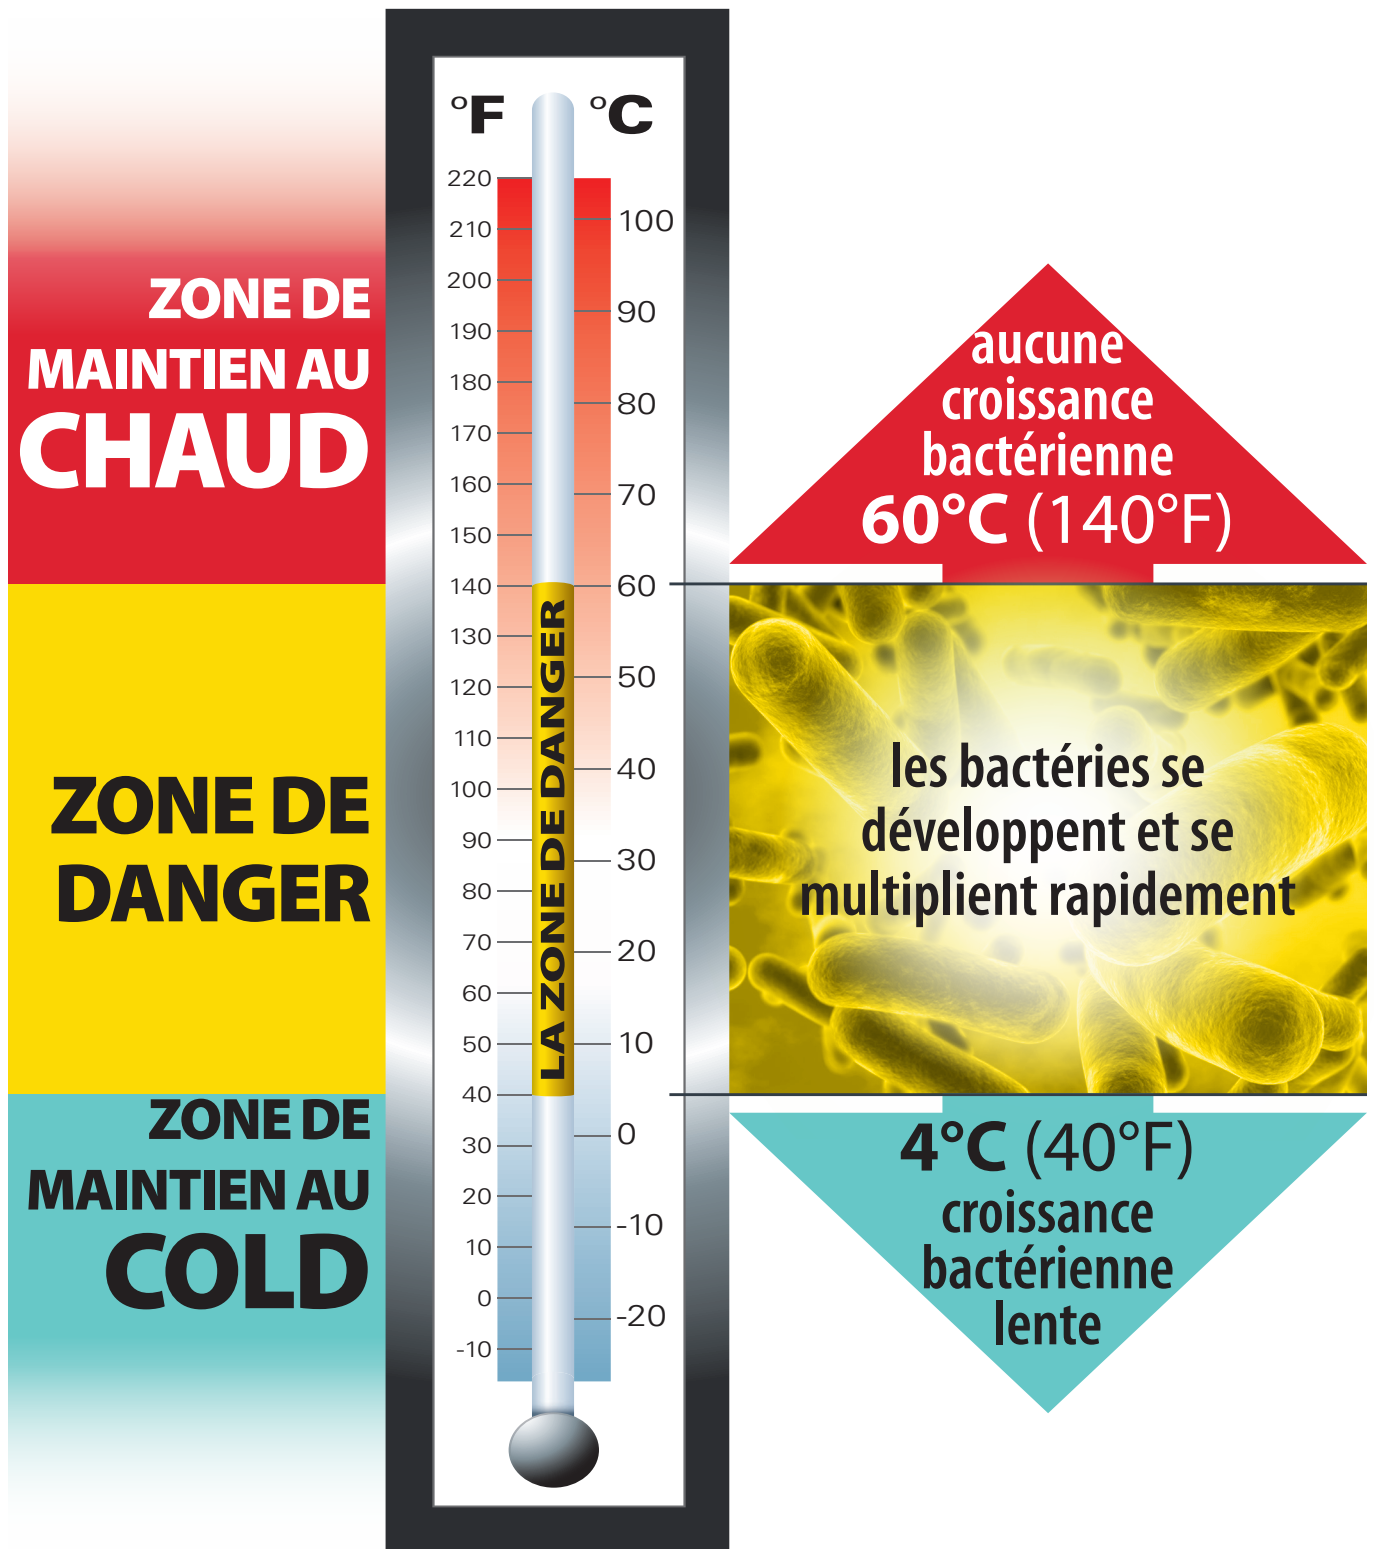 ZONE DE
MAINTIEN AU
CHAUD
ZONE DE
DANGER
ZONE DE
MAINTIEN AU
COLD
°F
°C
220
210
200
190
180
170
160
150
140
130
120
110
100
90
80
70
60
50
40
30
20
10
0
-10
100
90
80
70
60
50
40
30
20
10
0
-10
-20
LA ZONE DE DANGER
aucune
croissance
bactérienne
60°C (140°F)
les bactéries se
développent et se
multiplient rapidement
4°C (40°F)
croissance
bactérienne
lente